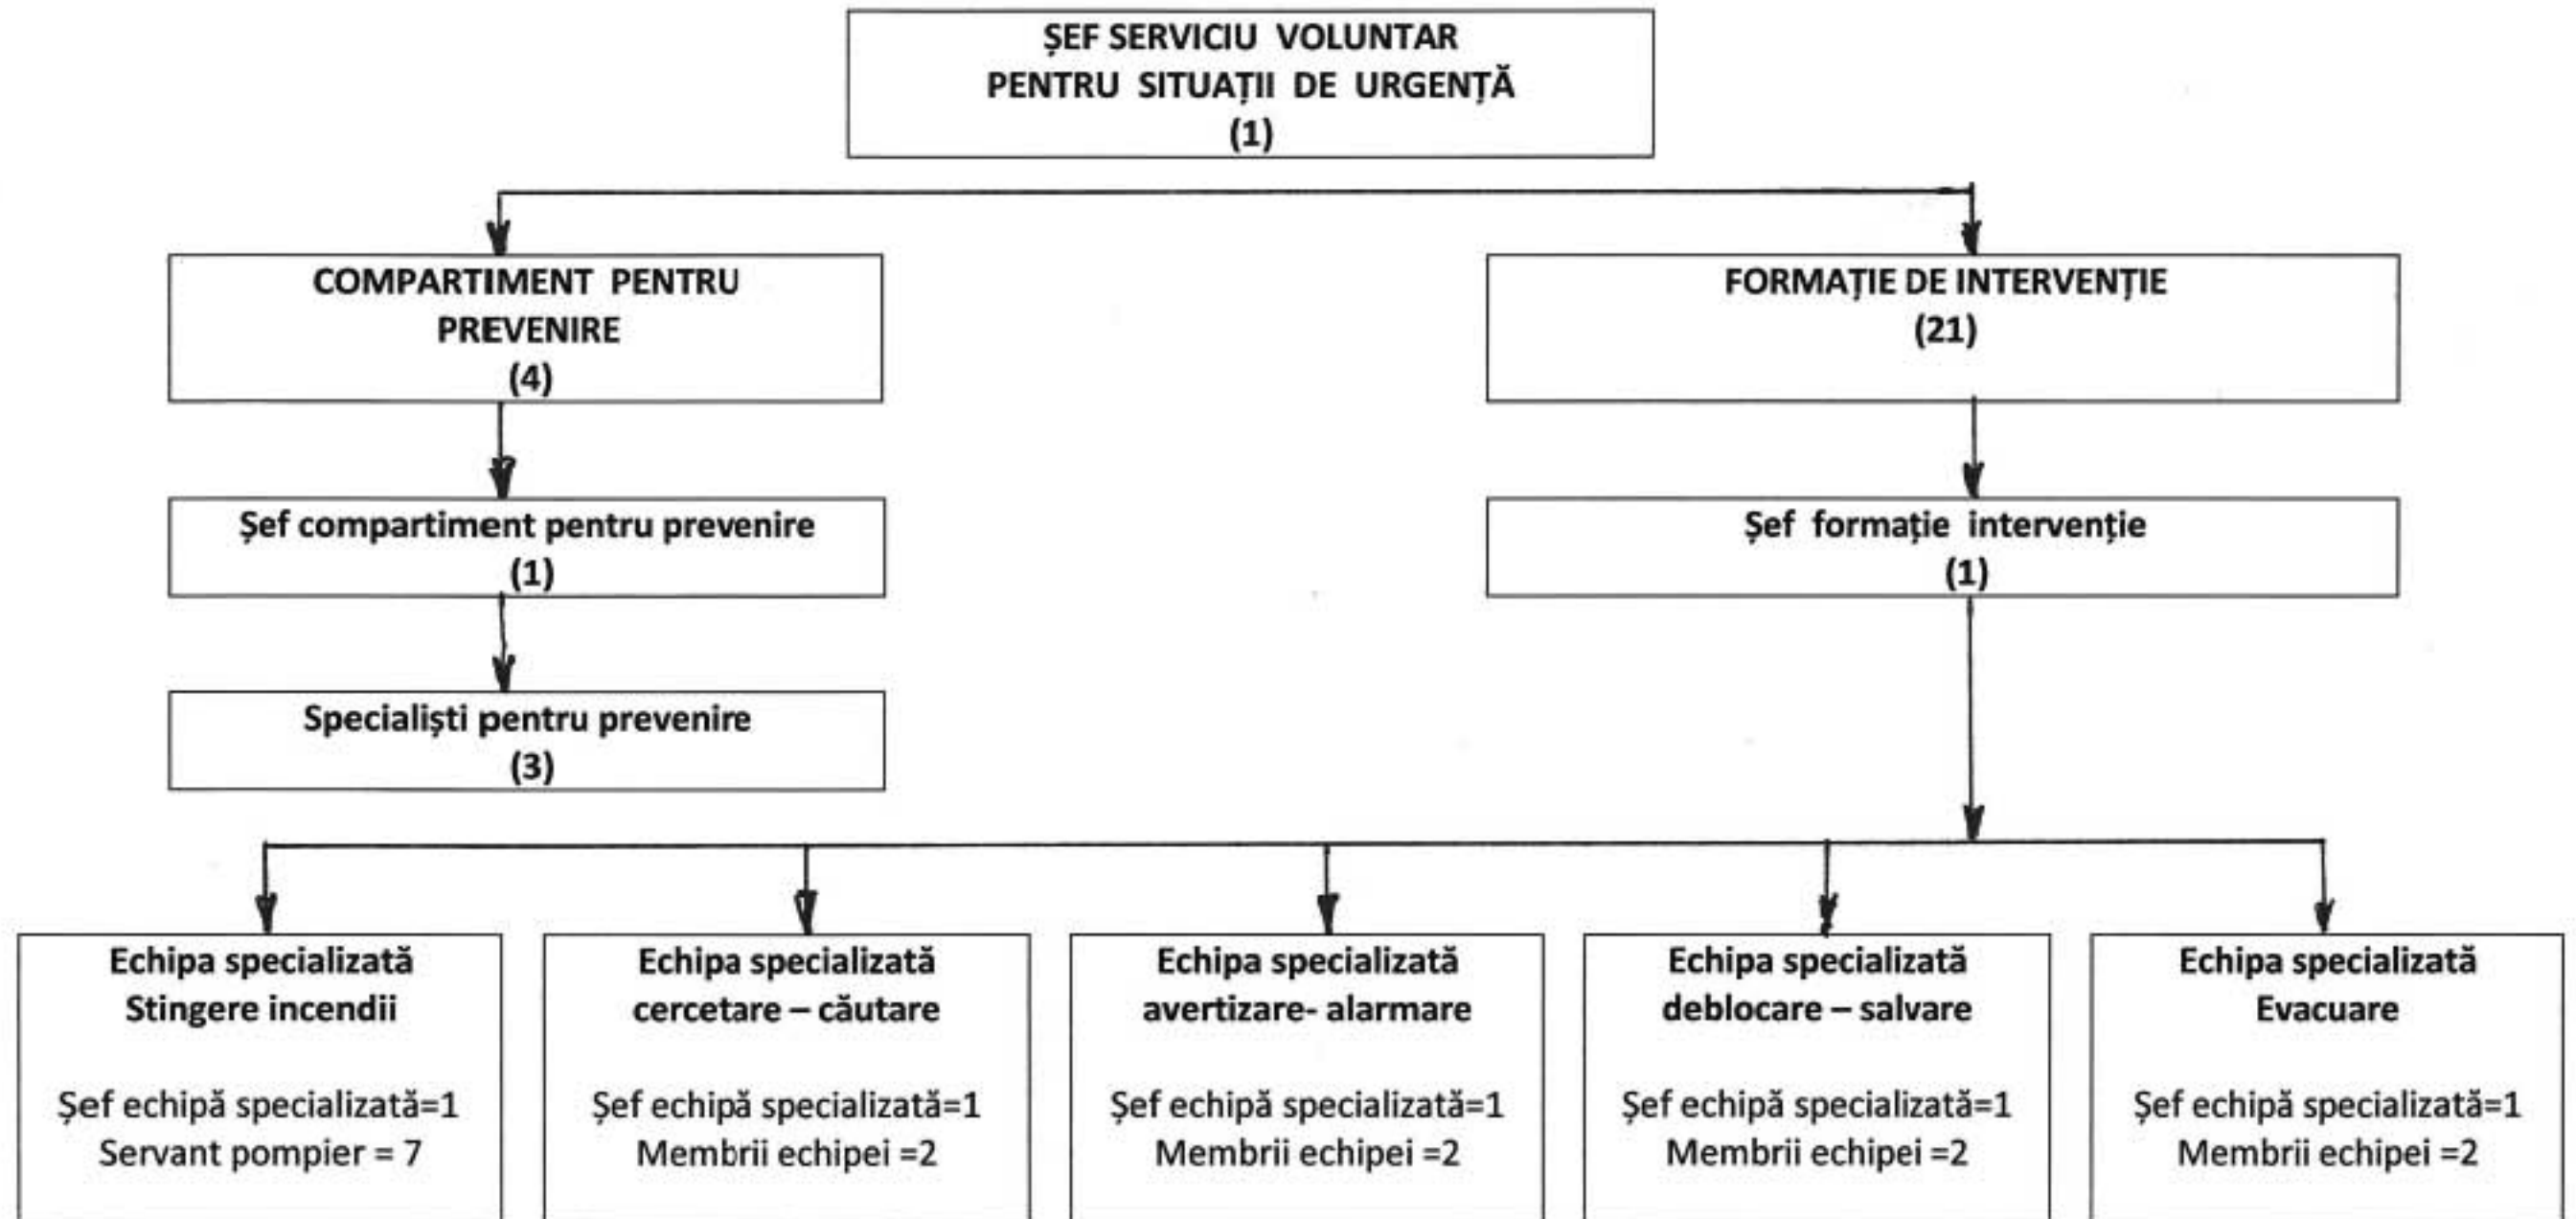 ȘEF SERVICIU VOLUNTAR
PENTRU SITUAȚII DE URGENȚĂ
(1)
COMPARTIMENT PENTRU
PREVENIRE
(4)
FORMAȚIE DE INTERVENȚIE
(21)
Șef compartiment pentru prevenire
(1)
Șef formație intervenție
(1)
Specialiști pentru prevenire
(3)
Echipa specializată
Stingere incendii
Șef echipă specializată=1
Servant pompier = 7
Echipa specializată
cercetare – căutare
Șef echipă specializată=1
Membrii echipei =2
Echipa specializată
avertizare- alarmare
Șef echipă specializată=1
Membrii echipei =2
Echipa specializată
deblocare – salvare
Șef echipă specializată=1
Membrii echipei =2
Echipa specializată
Evacuare
Șef echipă specializată=1
Membrii echipei =2